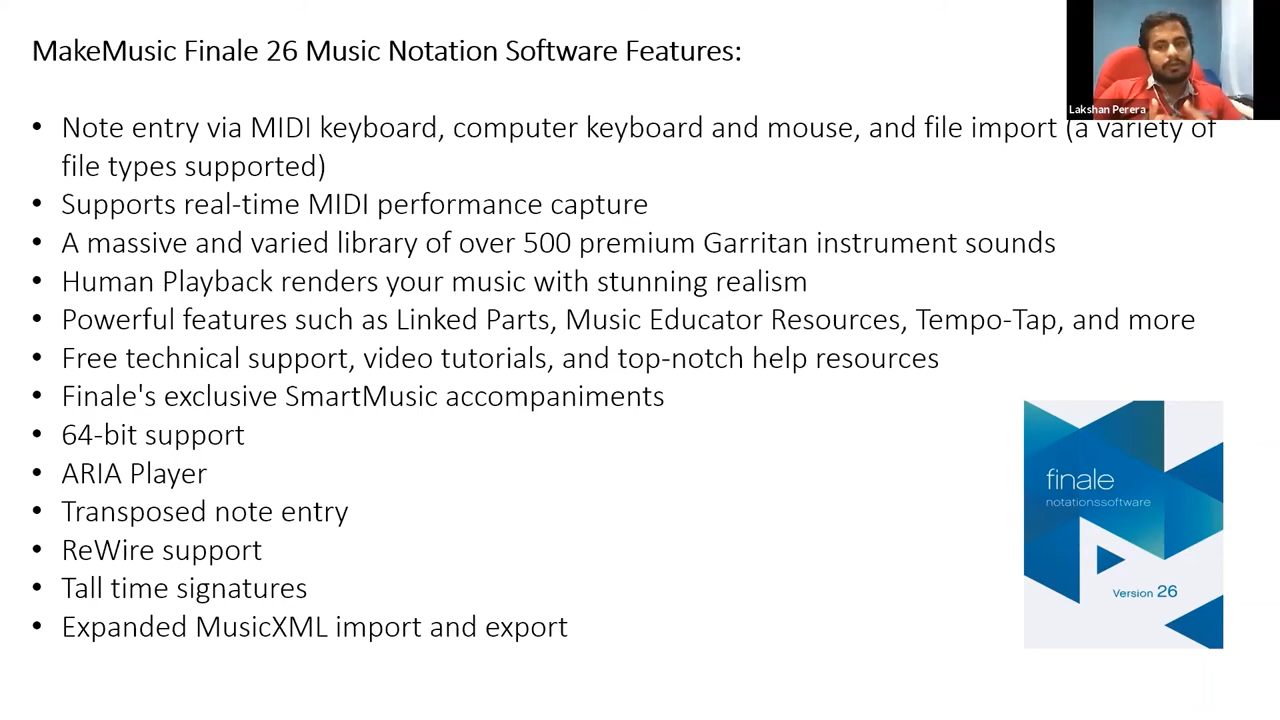 MakeMusic Finale 26 Music Notation Software Features:
Lakshan Perera
• Note entry via MIDI keyboard, computer keyboard and mouse, and file import (a variety of
file types supported)
• Supports real-time MIDI performance capture
• A massive and varied library of over 500 premium Garritan instrument sounds
• Human Playback renders your music with stunning realism
• Powerful features such as Linked Parts, Music Educator Resources, Tempo-Tap, and more
• Free technical support, video tutorials, and top-notch help resources
• Finale's exclusive SmartMusic accompaniments
• 64-bit support
• ARIA Player
• Transposed note entry
• ReWire support
• Tall time signatures
• Expanded MusicXML import and export
finale
notationssoftware
Version 26